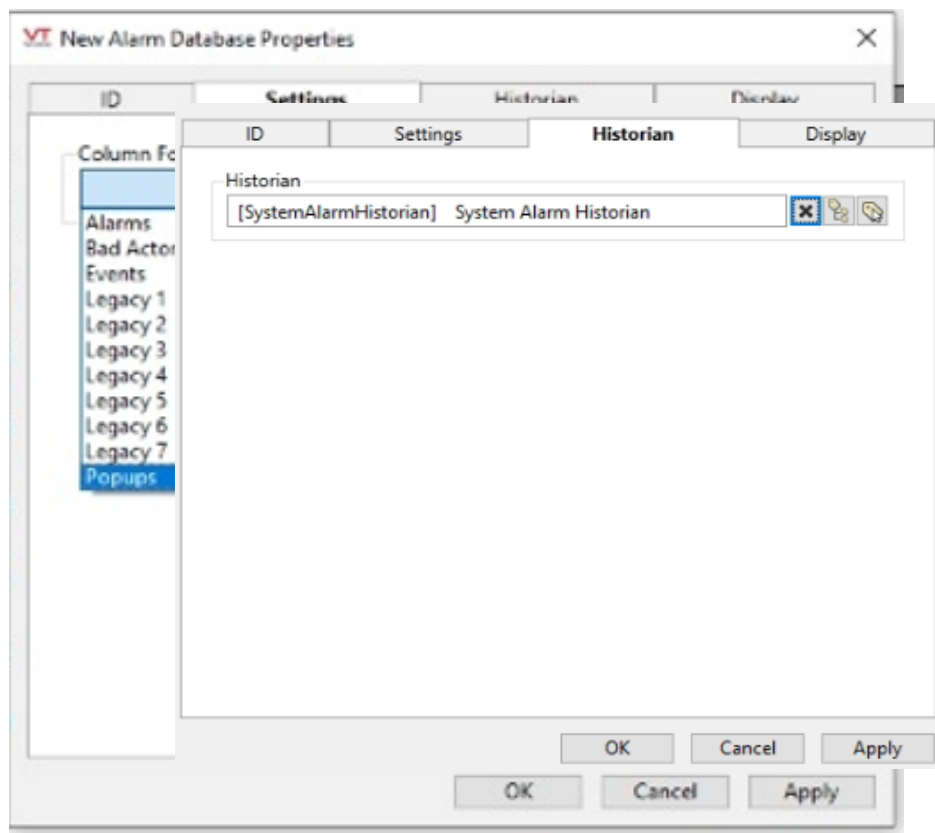 VT New Alarm Database Properties
ID Settings Historian Display
Column Fo
Alarms
Bad Actor
Events
Legacy 1
Legacy 2
Legacy 3
Legacy 4
Legacy 5
Legacy 6
Legacy 7
Popups
ID Settings Historian Display
Historian
[SystemAlarmHistorian] System Alarm Historian
OK Cancel Apply
OK Cancel Apply